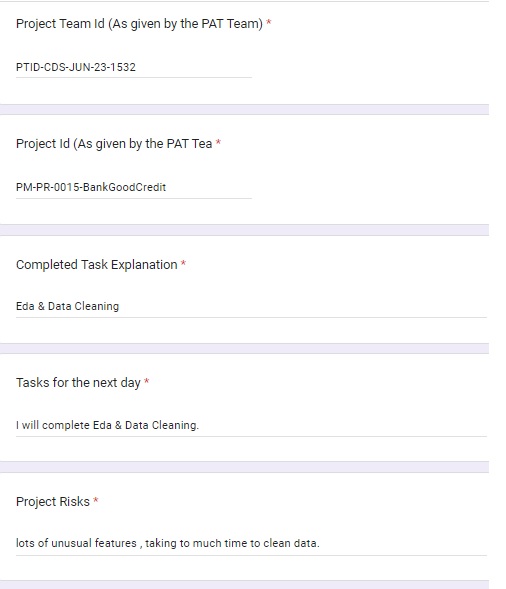 Project Team Id (As given by the PAT Team) *
PTID-CDS-JUN-23-1532
Project Id (As given by the PAT Tea *
PM-PR-0015-BankGoodCredit
Completed Task Explanation *
Eda & Data Cleaning
Tasks for the next day *
I will complete Eda & Data Cleaning.
Project Risks *
lots of unusual features , taking to much time to clean data.